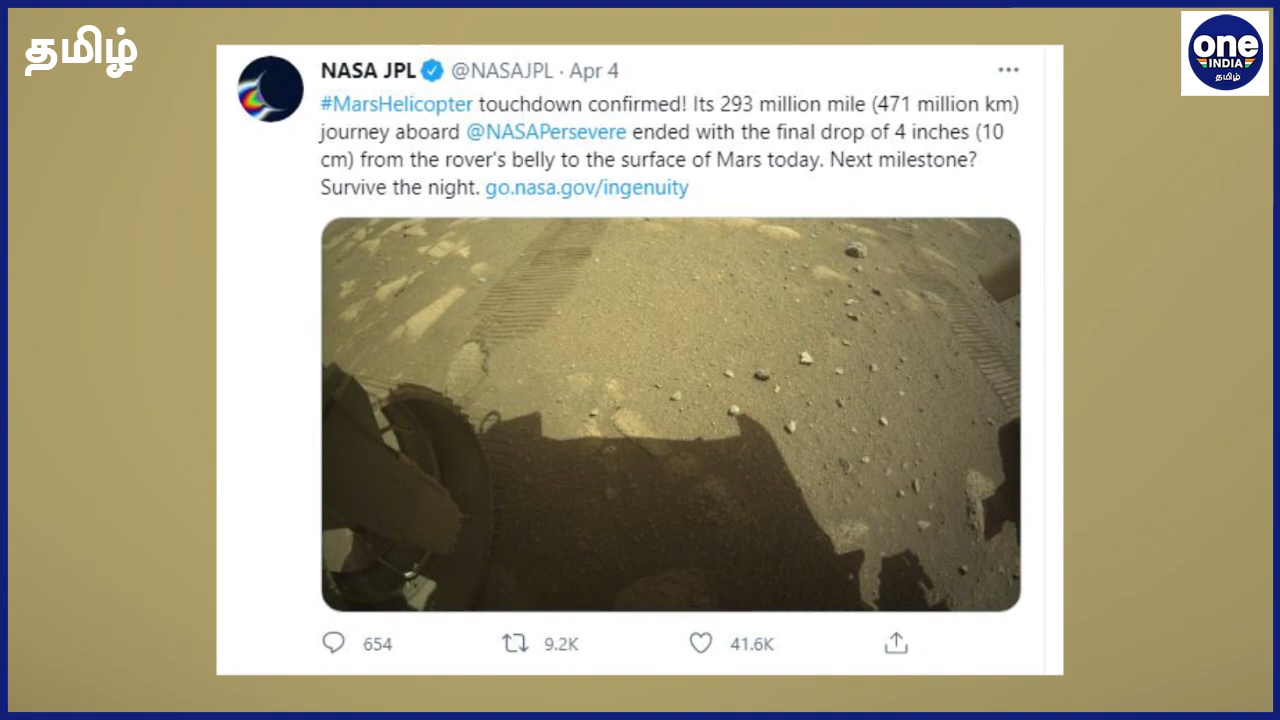 தமிழ்
one
INDIA
தமிழ்
NASA JPL @NASAJPL · Apr 4
#MarsHelicopter touchdown confirmed! Its 293 million mile (471 million km)
journey aboard @NASAPersevere ended with the final drop of 4 inches (10
cm) from the rover's belly to the surface of Mars today. Next milestone?
Survive the night. go.nasa.gov/ingenuity
654 9.2K 41.6K